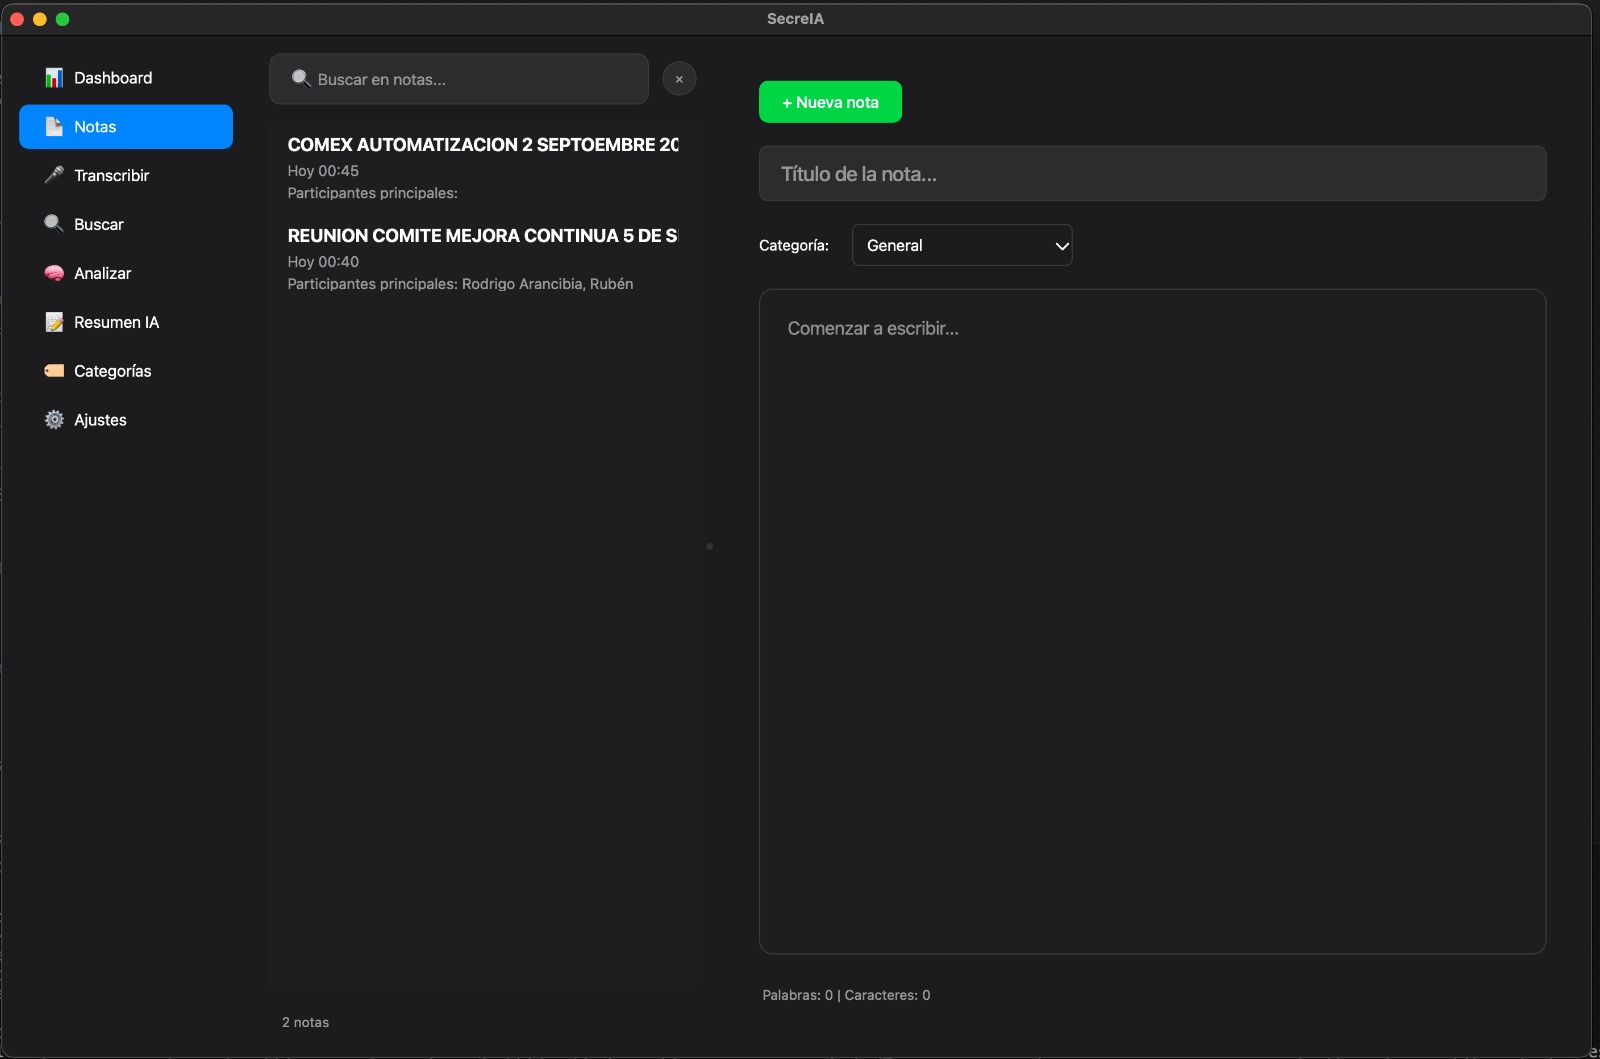 SecreIA
Dashboard
Notas
Transcribir
Buscar
Analizar
Resumen IA
Categorías
Ajustes
Buscar en notas...
×
COMEX AUTOMATIZACION 2 SEPTOEMBRE 20
Hoy 00:45
Participantes principales:
REUNION COMITE MEJORA CONTINUA 5 DE S
Hoy 00:40
Participantes principales: Rodrigo Arancibia, Rubén
2 notas
+ Nueva nota
Título de la nota...
Categoría: General
Comenzar a escribir...
Palabras: 0 | Caracteres: 0